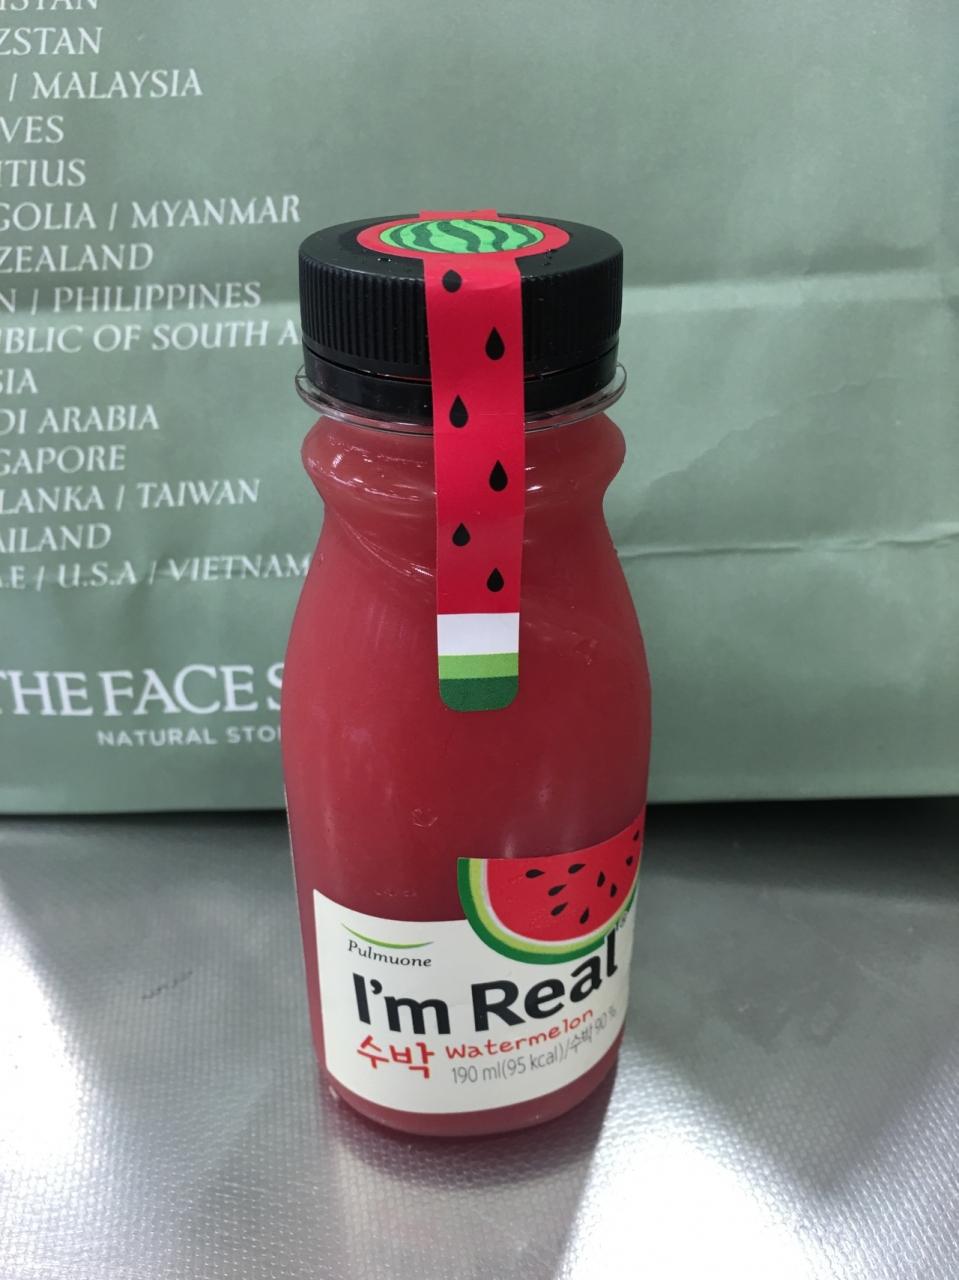 ZSTAN
/ MALAYSIA
VES
ITIUS
GOLIA / MYANMAR
ZEALAND
N / PHILIPPINES
BLIC OF SOUTH A
SIA
DI ARABIA
GAPORE
LANKA / TAIWAN
AILAND
E / U.S.A / VIETNAM
THE FACE S
NATURAL STO
Pulmuone
I'm Real
수박 Watermelon
190 ml(95 kcal)/수박 90%